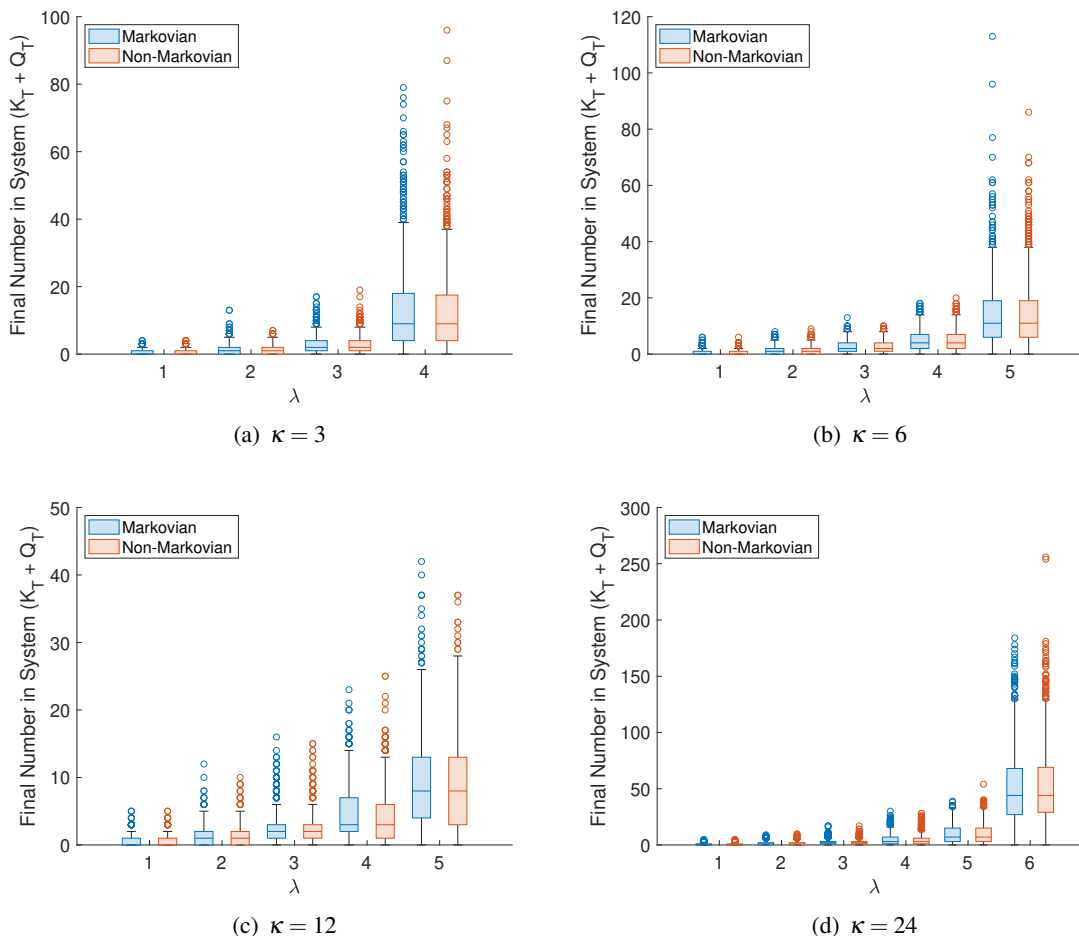 100
80
60
40
20
0
Final Number in System (K_T + Q_T)
Markovian
Non-Markovian
1 2 3 4
λ
(a) κ = 3
120
100
80
60
40
20
0
Final Number in System (K_T + Q_T)
Markovian
Non-Markovian
1 2 3 4 5
λ
(b) κ = 6
50
40
30
20
10
0
Final Number in System (K_T + Q_T)
Markovian
Non-Markovian
1 2 3 4 5
λ
(c) κ = 12
300
250
200
150
100
50
0
Final Number in System (K_T + Q_T)
Markovian
Non-Markovian
1 2 3 4 5 6
λ
(d) κ = 24